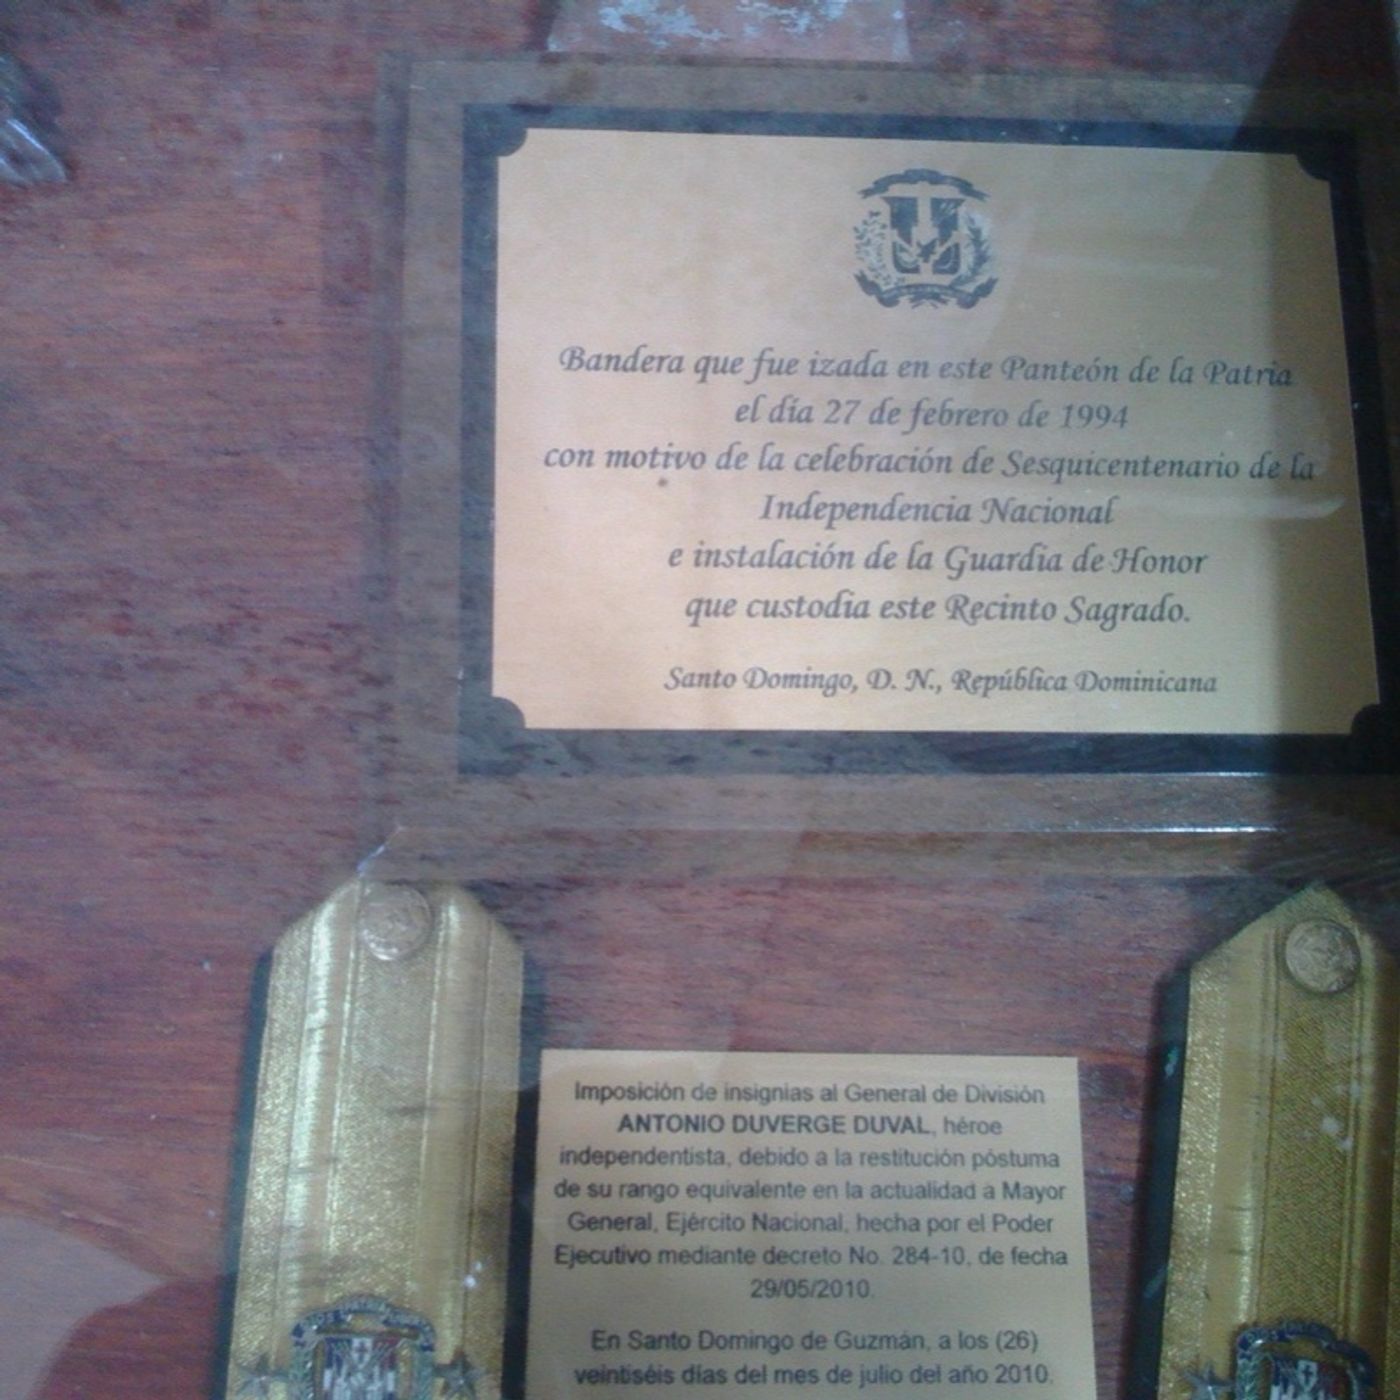 Bandera que fue izada en este Panteón de la Patria
el día 27 de febrero de 1994
con motivo de la celebración de Sesquicentenario de la
Independencia Nacional
e instalación de la Guardia de Honor
que custodia este Recinto Sagrado.
Santo Domingo, D. N., República Dominicana
Imposición de insignias al General de División
ANTONIO DUVERGE DUVAL, héroe
independentista, debido a la restitución póstuma
de su rango equivalente en la actualidad a Mayor
General, Ejército Nacional, hecha por el Poder
Ejecutivo mediante decreto No. 284-10, de fecha
29/05/2010.
En Santo Domingo de Guzmán, a los (26)
veintiséis días del mes de julio del año 2010.